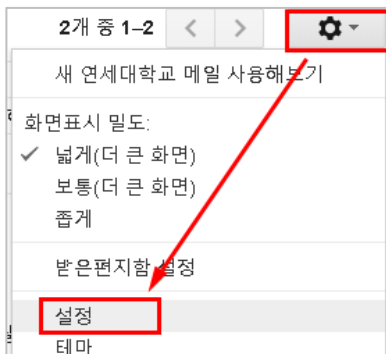 2개 중 1–2
새 연세대학교 메일 사용해보기
화면표시 밀도:
넓게(더 큰 화면)
보통(더 큰 화면)
좁게
받은편지함 설정
설정
테마